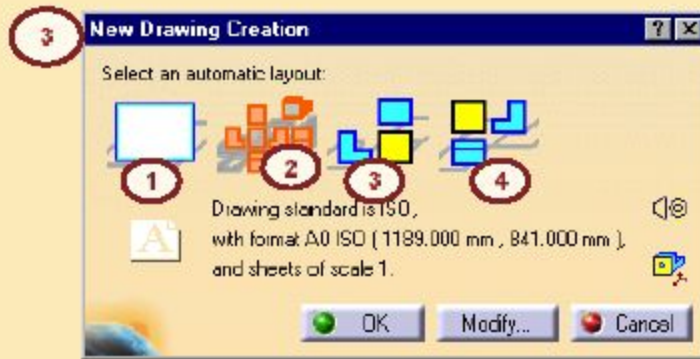 3
New Drawing Creation
Select an automatic layout:
1
2
3
4
A
Drawing standard is ISO,
with format A0 ISO ( 1189.000 mm , 841.000 mm ),
and sheets of scale 1.
OK Modify... Cancel